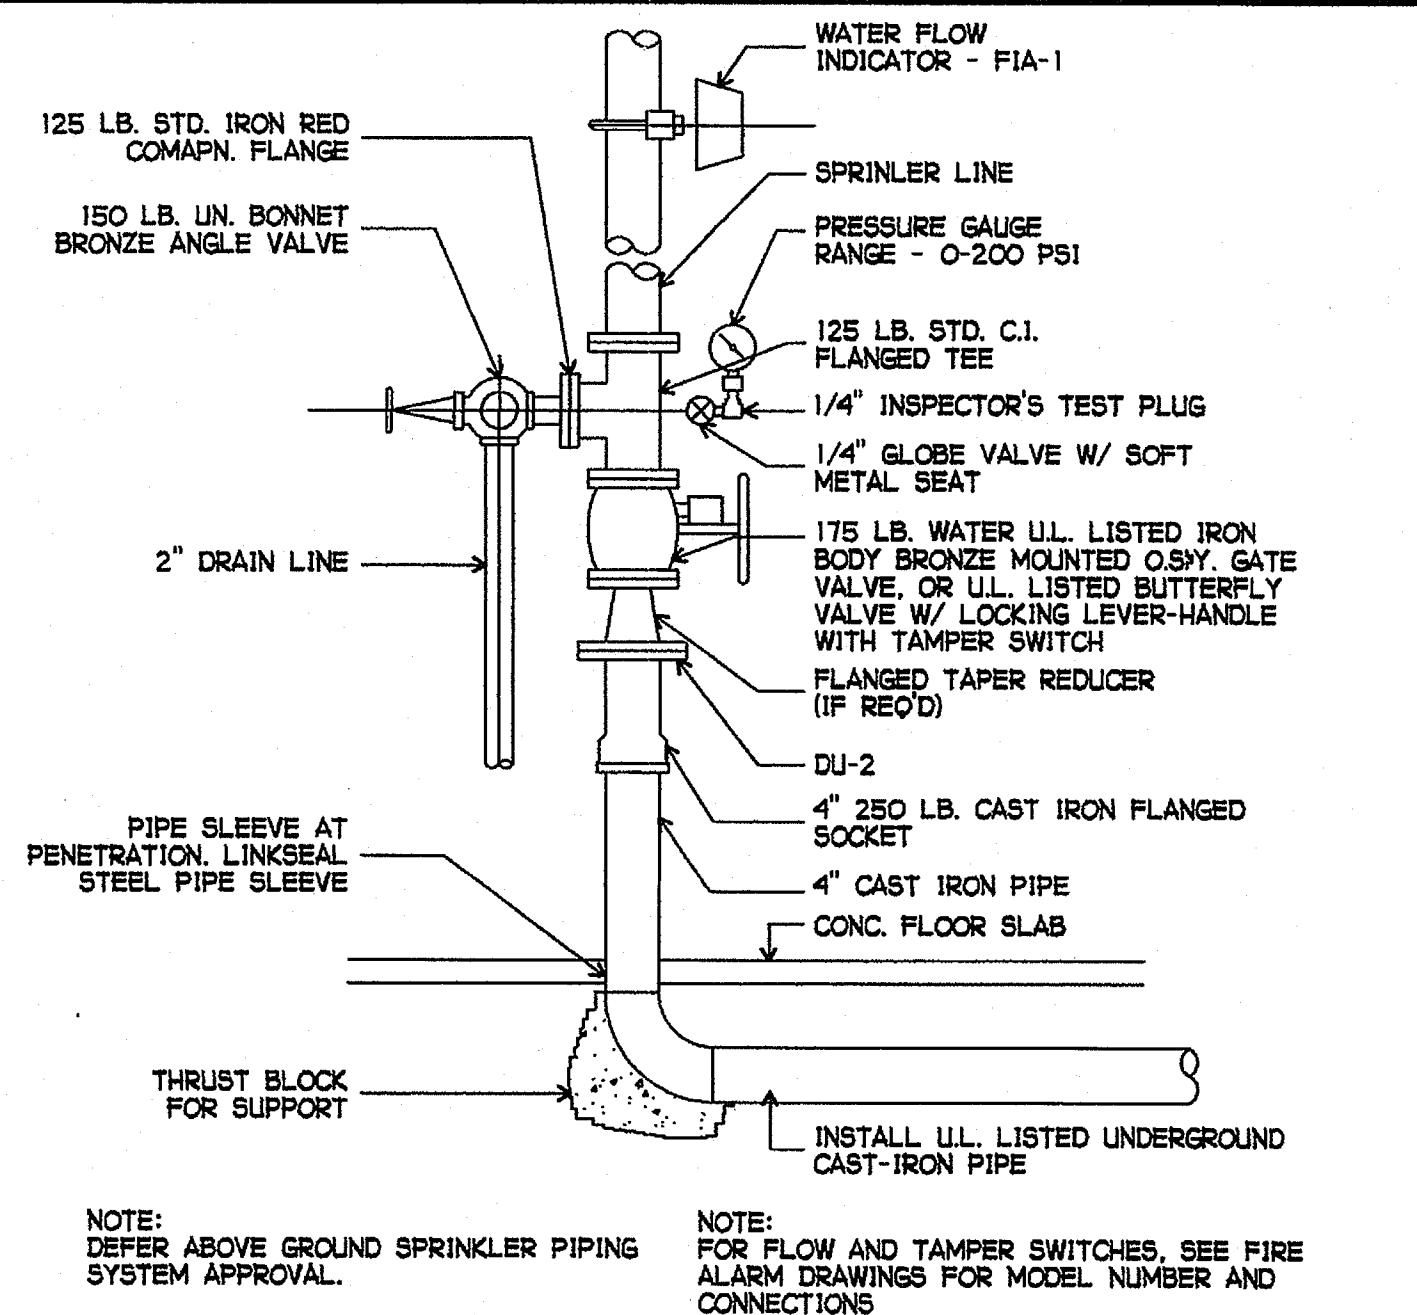 WATER FLOW
INDICATOR - FIA-1
125 LB. STD. IRON RED
COMAPN. FLANGE
SPRINLER LINE
150 LB. UN. BONNET
BRONZE ANGLE VALVE
PRESSURE GAUGE
RANGE - 0-200 PSI
125 LB. STD. C.I.
FLANGED TEE
1/4" INSPECTOR'S TEST PLUG
1/4" GLOBE VALVE W/ SOFT
METAL SEAT
2" DRAIN LINE
175 LB. WATER U.L. LISTED IRON
BODY BRONZE MOUNTED O.S.&Y. GATE
VALVE, OR U.L. LISTED BUTTERFLY
VALVE W/ LOCKING LEVER-HANDLE
WITH TAMPER SWITCH
FLANGED TAPER REDUCER
(IF REQ'D)
DU-2
4" 250 LB. CAST IRON FLANGED
SOCKET
PIPE SLEEVE AT
PENETRATION. LINKSEAL
STEEL PIPE SLEEVE
4" CAST IRON PIPE
CONC. FLOOR SLAB
THRUST BLOCK
FOR SUPPORT
INSTALL U.L. LISTED UNDERGROUND
CAST-IRON PIPE
NOTE:
DEFER ABOVE GROUND SPRINKLER PIPING
SYSTEM APPROVAL.
NOTE:
FOR FLOW AND TAMPER SWITCHES, SEE FIRE
ALARM DRAWINGS FOR MODEL NUMBER AND
CONNECTIONS